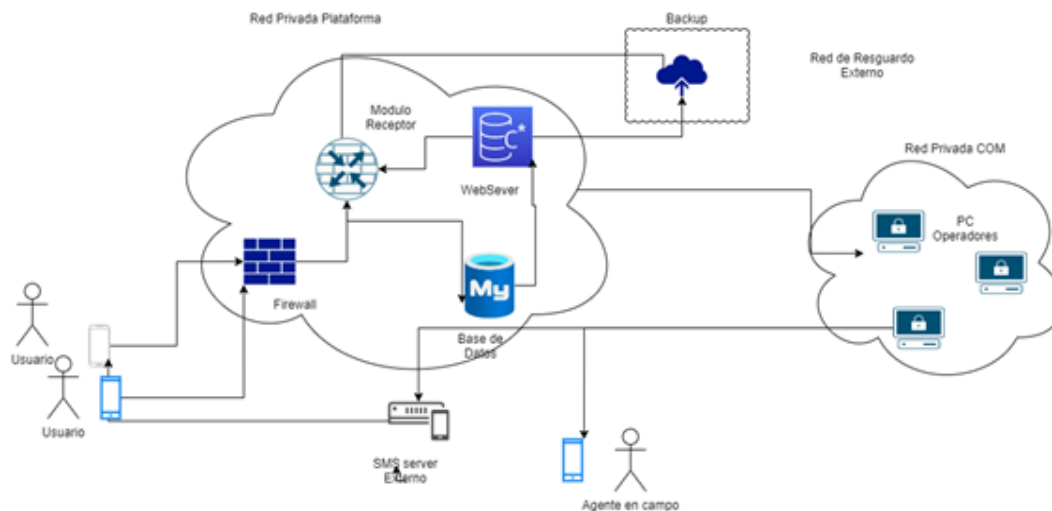 Red Privada Plataforma
Backup
Red de Resguardo
Externo
Modulo
Receptor
C*
WebSever
Red Privada COM
PC
Operadores
Firewall
My
Base de
Datos
Usuario
Usuario
SMS server
Externo
Agente en campo